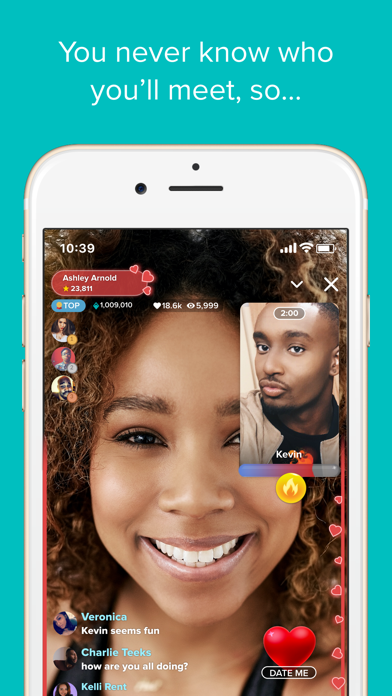 You never know who
you'll meet, so...
10:39
Ashley Arnold
23,811
TOP 1,009,010 18.6k 5,999
2:00
Kevin
Veronica
Kevin seems fun
Charlie Teeks
how are you all doing?
DATE ME
Kelli Rent